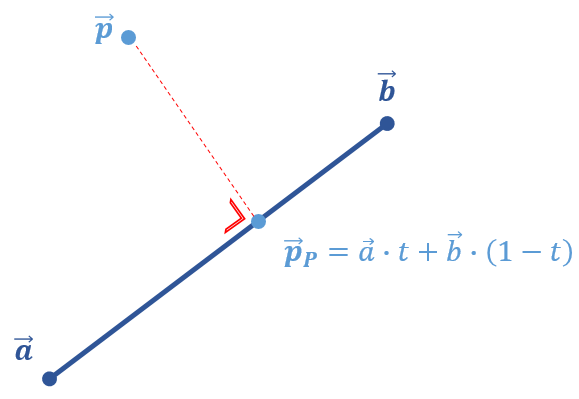 p⃗
b⃗
p⃗_P = a⃗ · t + b⃗ · (1 − t)
a⃗